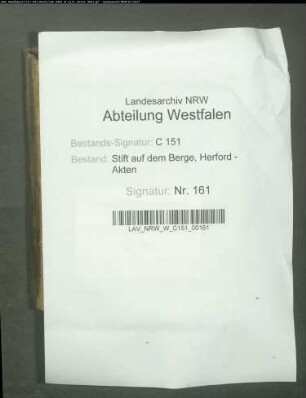 Landesarchiv NRW
Abteilung Westfalen
Bestands-Signatur: C 151
Bestand: Stift auf dem Berge, Herford -
Akten
Signatur: Nr. 161
LAV_NRW_W_C151_00161